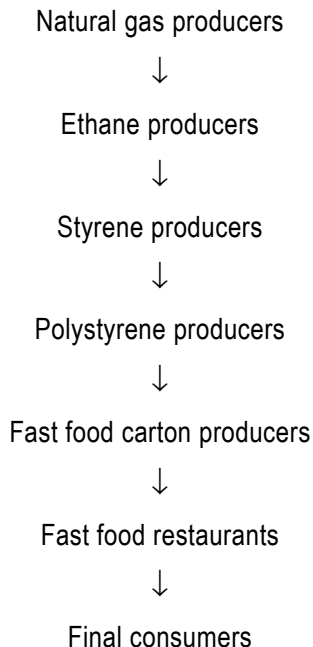 Natural gas producers
↓
Ethane producers
↓
Styrene producers
↓
Polystyrene producers
↓
Fast food carton producers
↓
Fast food restaurants
↓
Final consumers